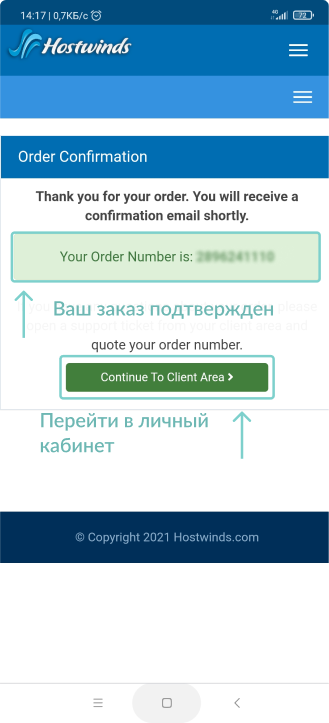 14:17 | 0,7КБ/с
4G
72
Hostwinds
Order Confirmation
Thank you for your order. You will receive a
confirmation email shortly.
Your Order Number is:
Ваш заказ подтвержден
please
open a support ticket from your client area and
quote your order number.
Continue To Client Area
Перейти в личный
кабинет
© Copyright 2021 Hostwinds.com